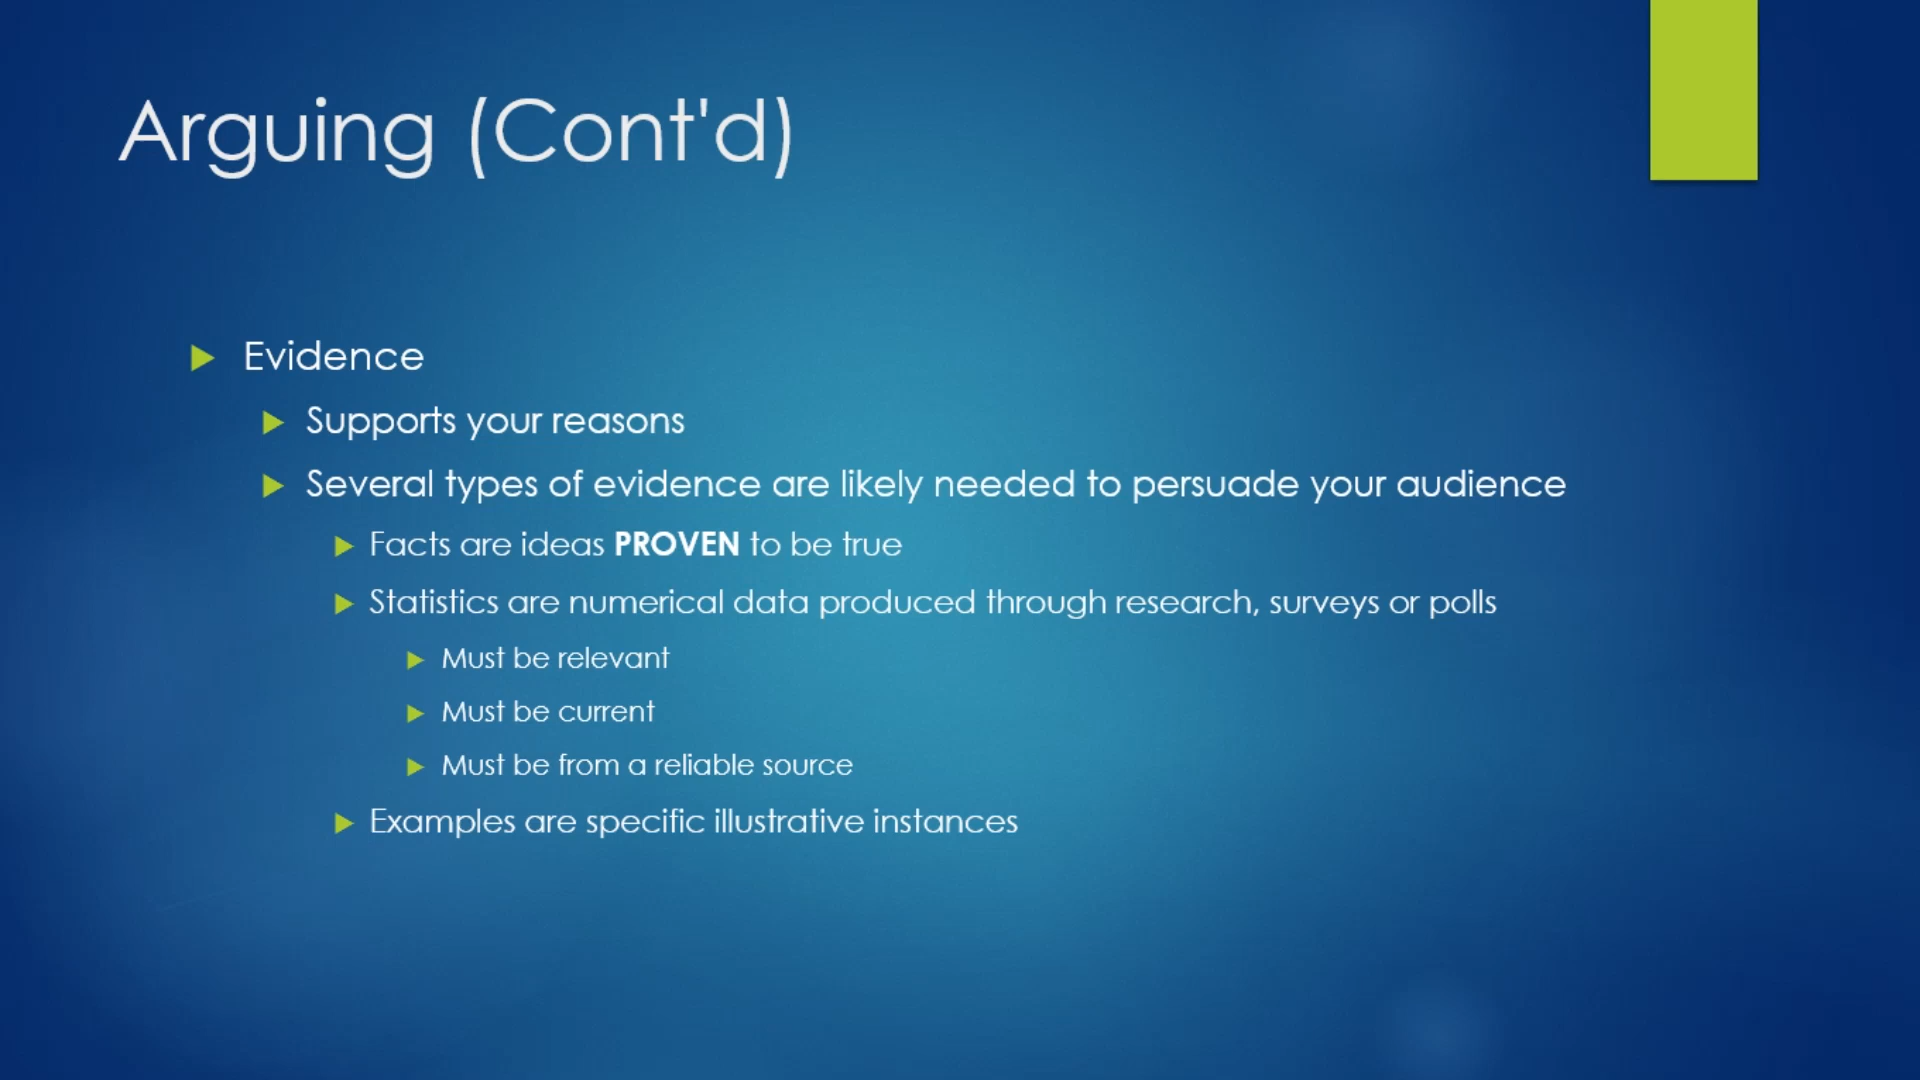 Arguing (Cont'd)
Evidence
Supports your reasons
Several types of evidence are likely needed to persuade your audience
Facts are ideas PROVEN to be true
Statistics are numerical data produced through research, surveys or polls
Must be relevant
Must be current
Must be from a reliable source
Examples are specific illustrative instances